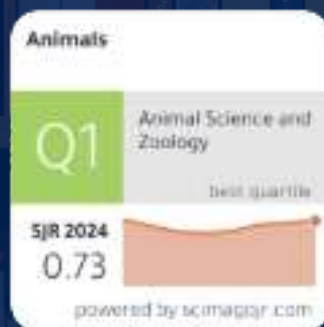 Animals
Q1
Animal Science and
Zoology
best quartile
SJR 2024
0.73
powered by scimagojr.com